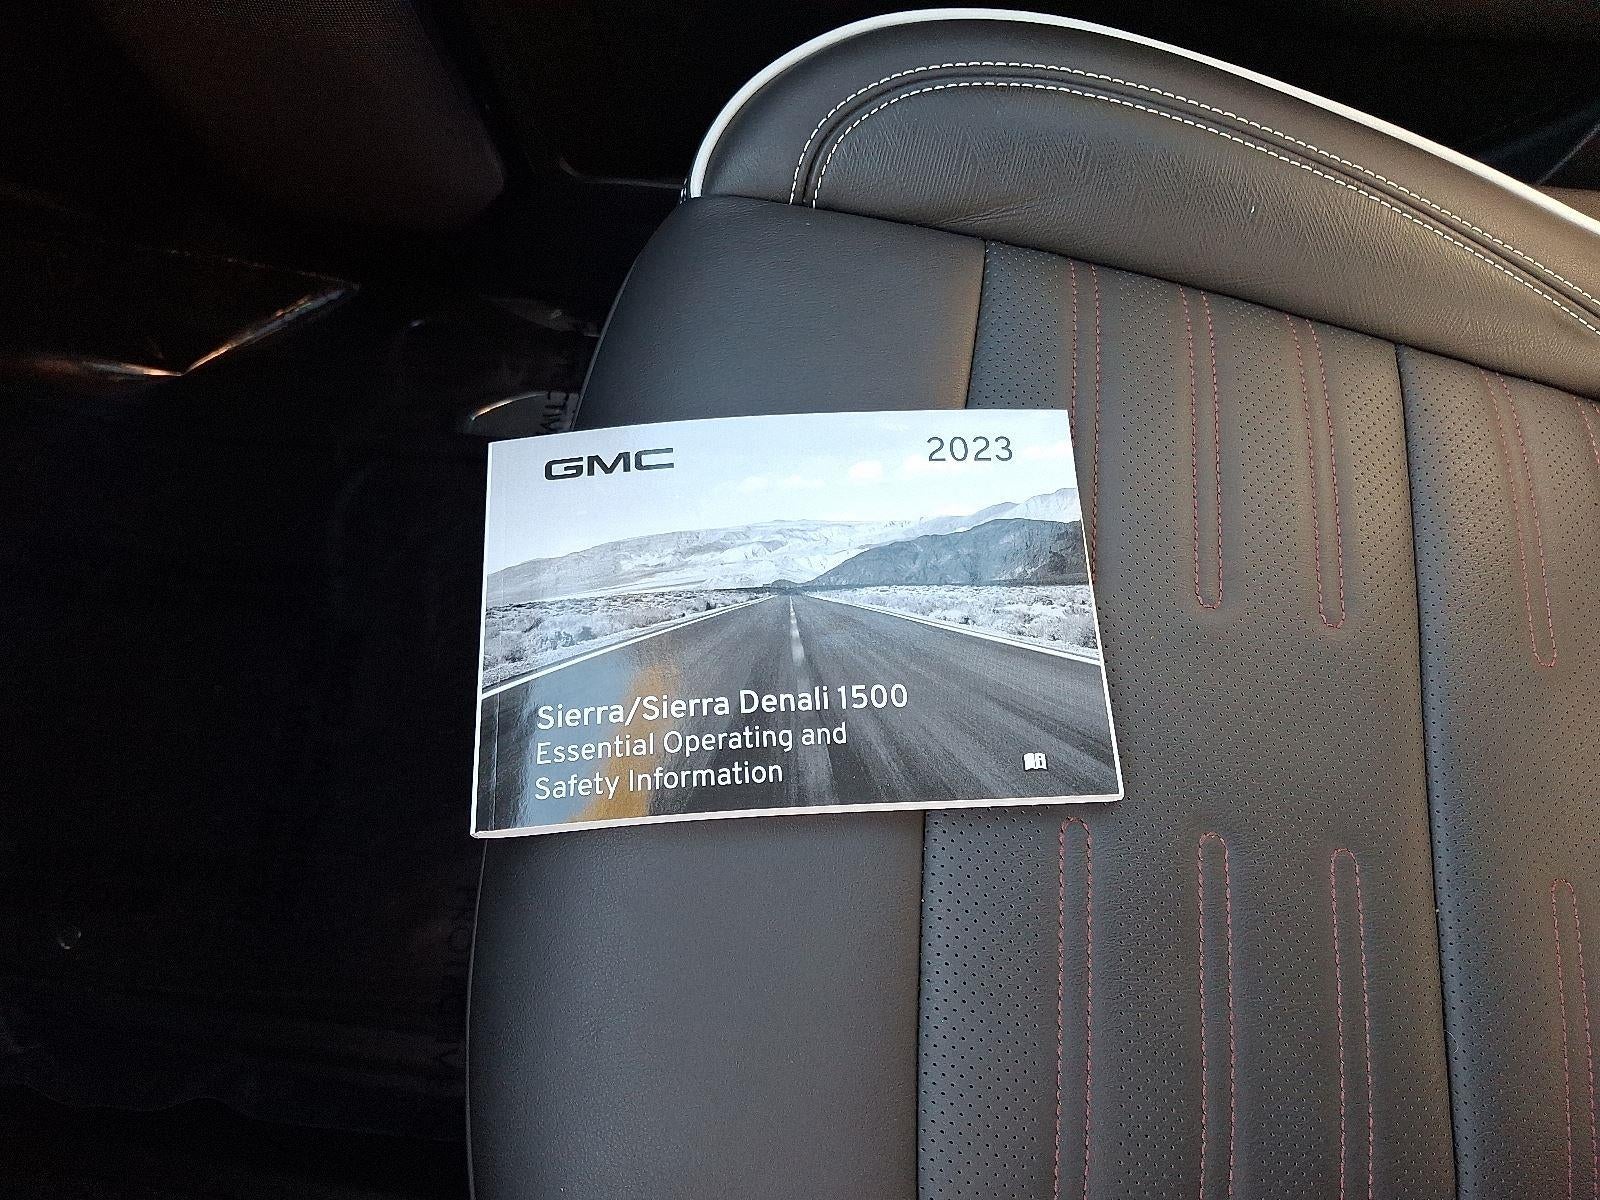 GMC
2023
Sierra/Sierra Denali 1500
Essential Operating and
Safety Information